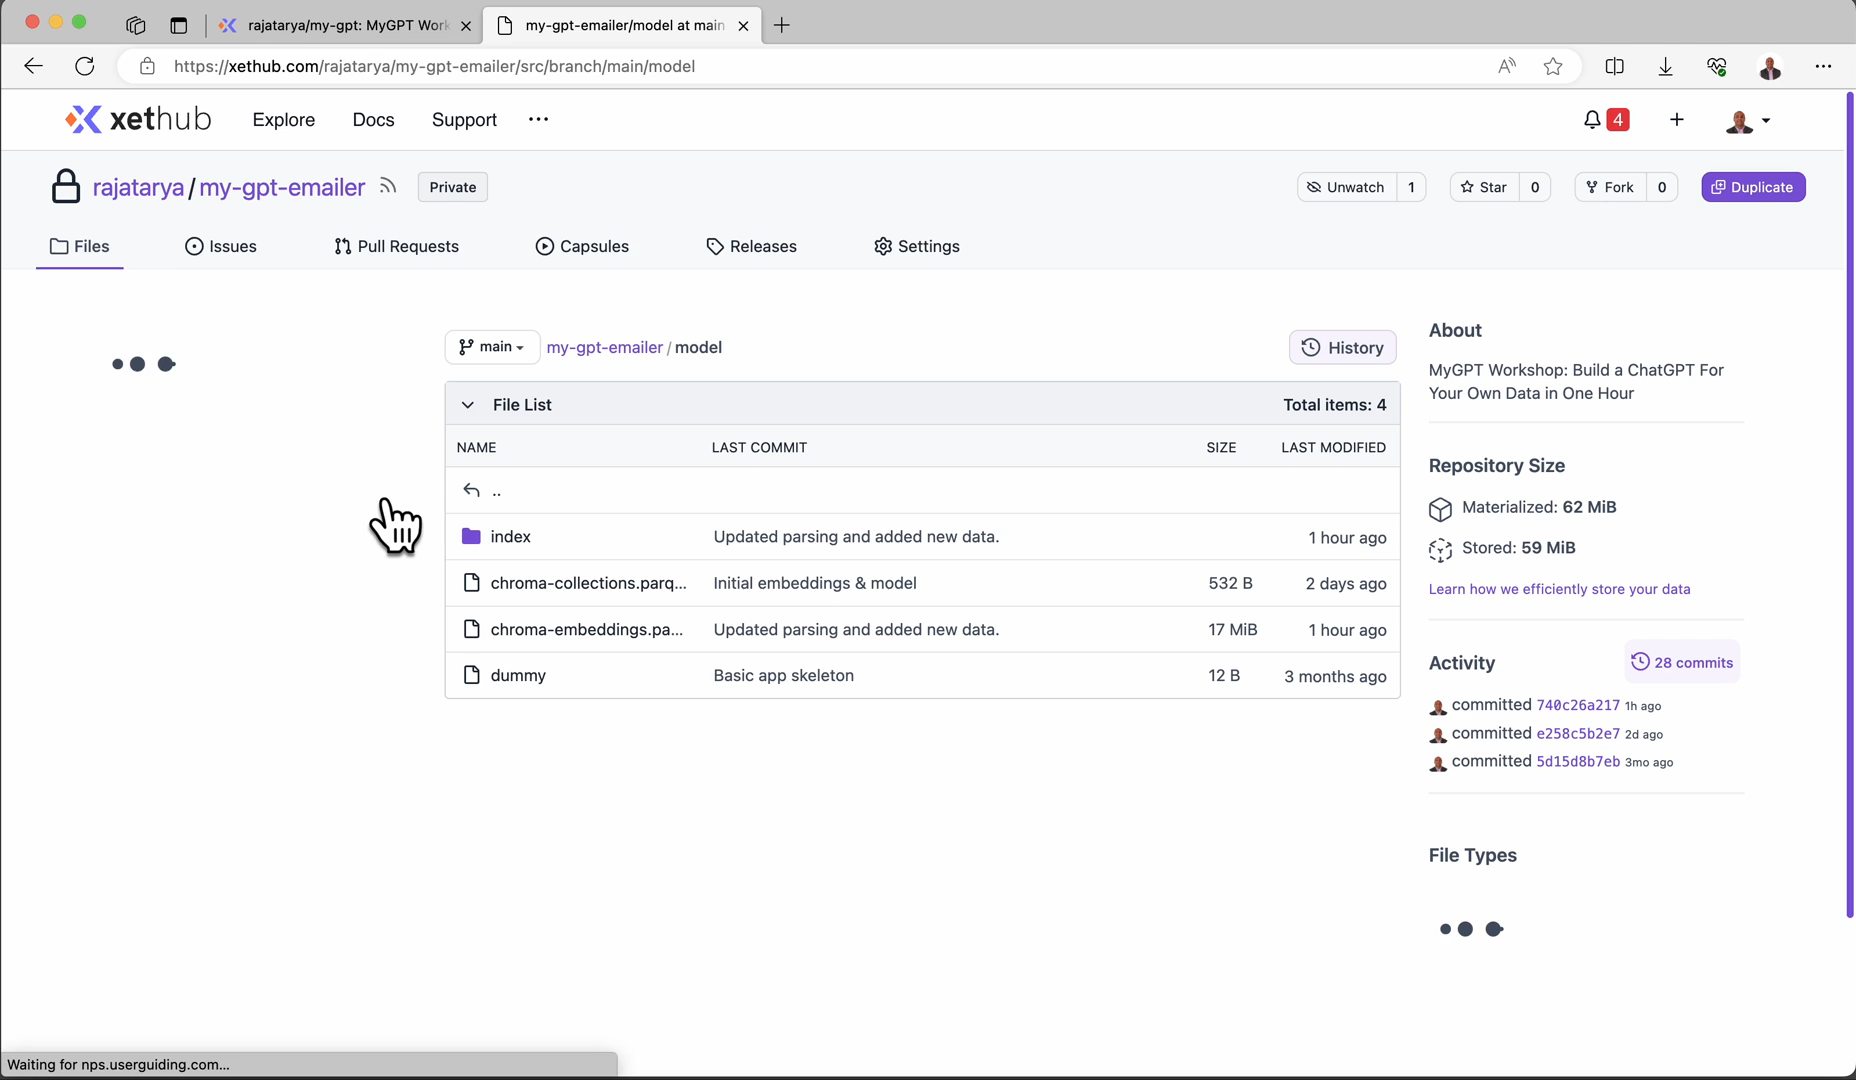 rajatarya/my-gpt: MyGPT Work
my-gpt-emailer/model at main
https://xethub.com/rajatarya/my-gpt-emailer/src/branch/main/model
xethub Explore Docs Support
4
rajatarya/my-gpt-emailer Private
Unwatch 1 Star 0 Fork 0 Duplicate
Files Issues Pull Requests Capsules Releases Settings
main my-gpt-emailer / model History
File List Total items: 4
NAME LAST COMMIT SIZE LAST MODIFIED
..
index Updated parsing and added new data. 1 hour ago
chroma-collections.parq... Initial embeddings & model 532 B 2 days ago
chroma-embeddings.pa... Updated parsing and added new data. 17 MiB 1 hour ago
dummy Basic app skeleton 12 B 3 months ago
About
MyGPT Workshop: Build a ChatGPT For
Your Own Data in One Hour
Repository Size
Materialized: 62 MiB
Stored: 59 MiB
Learn how we efficiently store your data
Activity 28 commits
committed 740c26a217 1h ago
committed e258c5b2e7 2d ago
committed 5d15d8b7eb 3mo ago
File Types
Waiting for nps.userguiding.com...